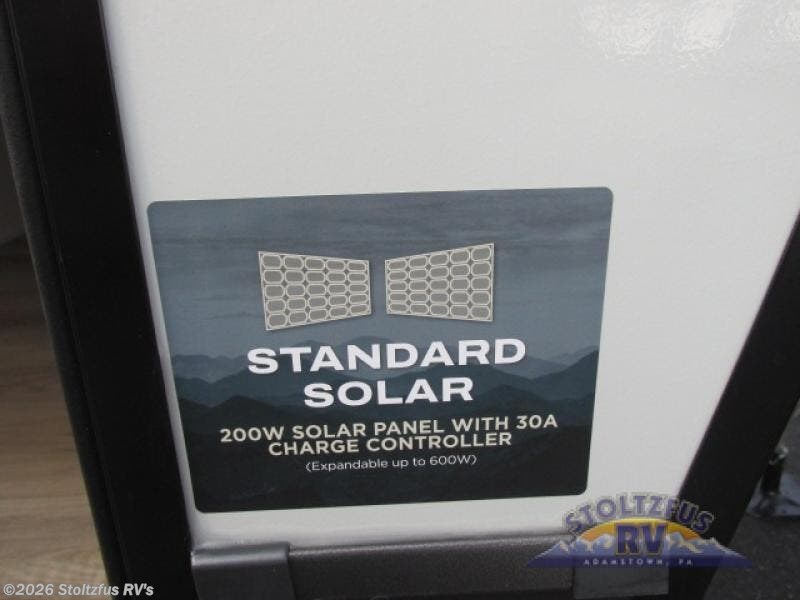 STANDARD
SOLAR
200W SOLAR PANEL WITH 30A
CHARGE CONTROLLER
(Expandable up to 600W)
STOLTZFUS
RV
ADAMSTOWN, PA
©2026 Stoltzfus RV's